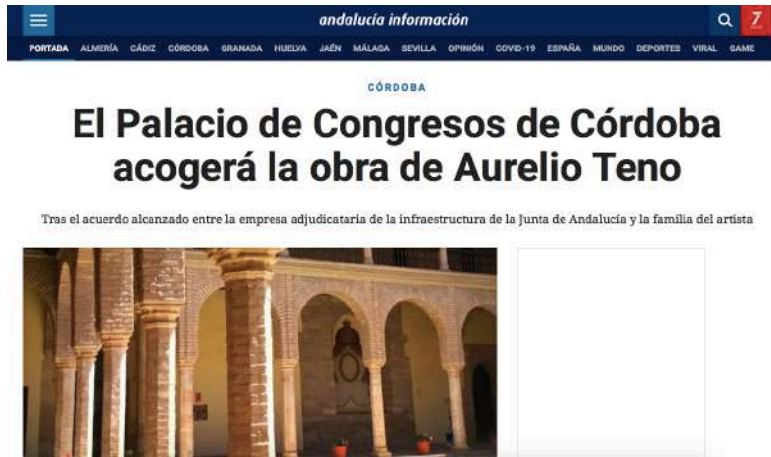 andalucía información
7
PORTADA ALMERÍA CÁDIZ CÓRDOBA GRANADA HUELVA JAÉN MÁLAGA SEVILLA OPINIÓN COVID-19 ESPAÑA MUNDO DEPORTES VIRAL GAME
CÓRDOBA
El Palacio de Congresos de Córdoba
acogerá la obra de Aurelio Teno
Tras el acuerdo alcanzado entre la empresa adjudicataria de la infraestructura de la Junta de Andalucía y la familia del artista